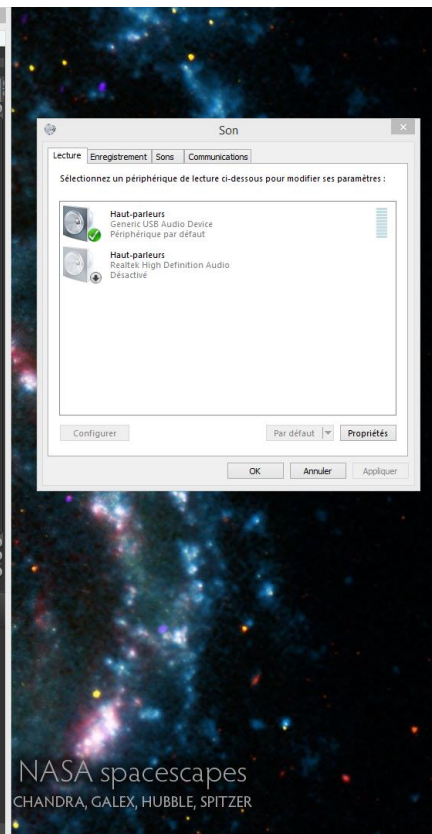 Son
Lecture Enregistrement Sons Communications
Sélectionnez un périphérique de lecture ci-dessous pour modifier ses paramètres :
Haut-parleurs
Generic USB Audio Device
Périphérique par défaut
Haut-parleurs
Realtek High Definition Audio
Désactivé
Configurer Par défaut Propriétés
OK Annuler Appliquer
NASA spacescapes
CHANDRA, GALEX, HUBBLE, SPITZER